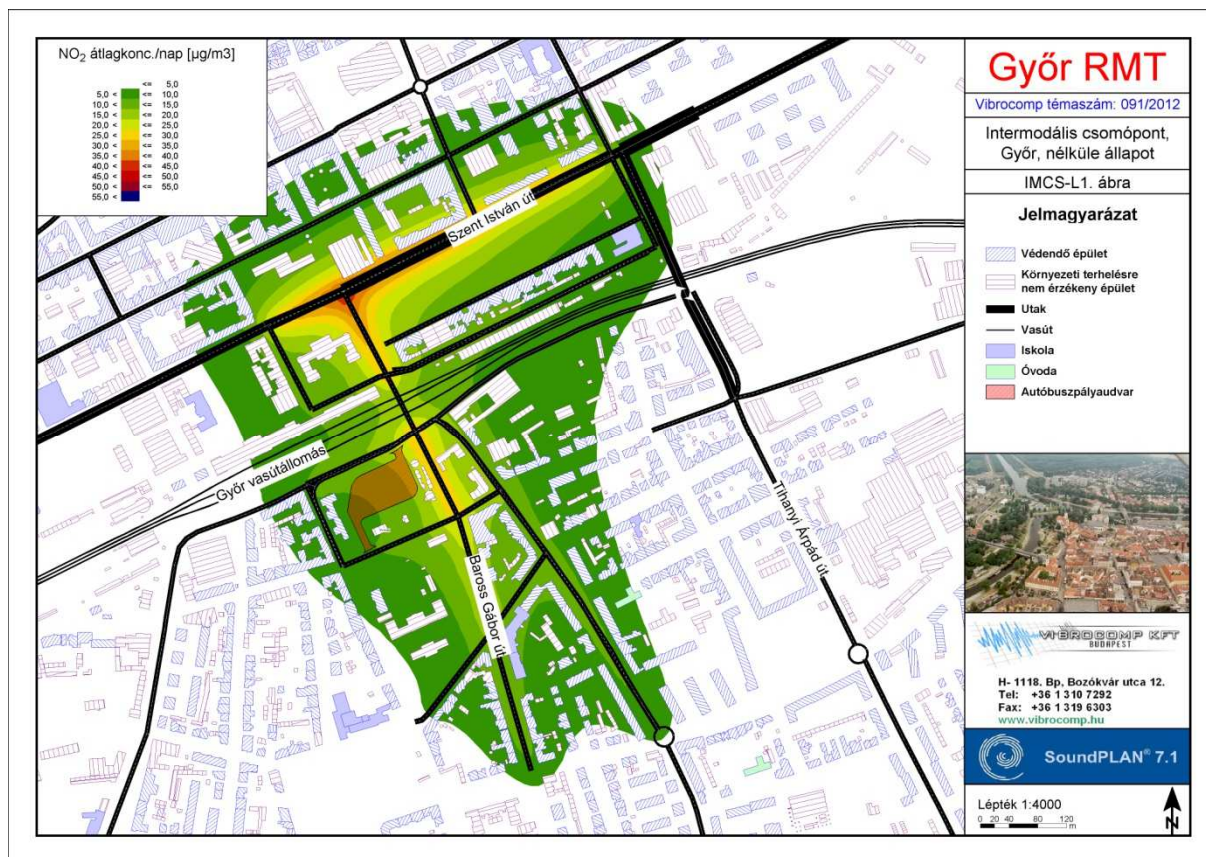 NO2 átlagkonc./nap [µg/m3]
<= 5,0
5,0 < <= 10,0
10,0 < <= 15,0
15,0 < <= 20,0
20,0 < <= 25,0
25,0 < <= 30,0
30,0 < <= 35,0
35,0 < <= 40,0
40,0 < <= 45,0
45,0 < <= 50,0
50,0 < <= 55,0
55,0 <
Szent István út
Győr vasútállomás
Baross Gábor út
Tihanyi Árpád út
Győr RMT
Vibrocomp témaszám: 091/2012
Intermodális csomópont,
Győr, nélküle állapot
IMCS-L1. ábra
Jelmagyarázat
Védendő épület
Környezeti terhelésre
nem érzékeny épület
Utak
Vasút
Iskola
Óvoda
Autóbuszpályaudvar
VIBROCOMP KFT
BUDAPEST
H- 1118. Bp, Bozókvár utca 12.
Tel: +36 1 310 7292
Fax: +36 1 319 6303
www.vibrocomp.hu
SoundPLAN® 7.1
Lépték 1:4000
0 20 40 80 120
m
N